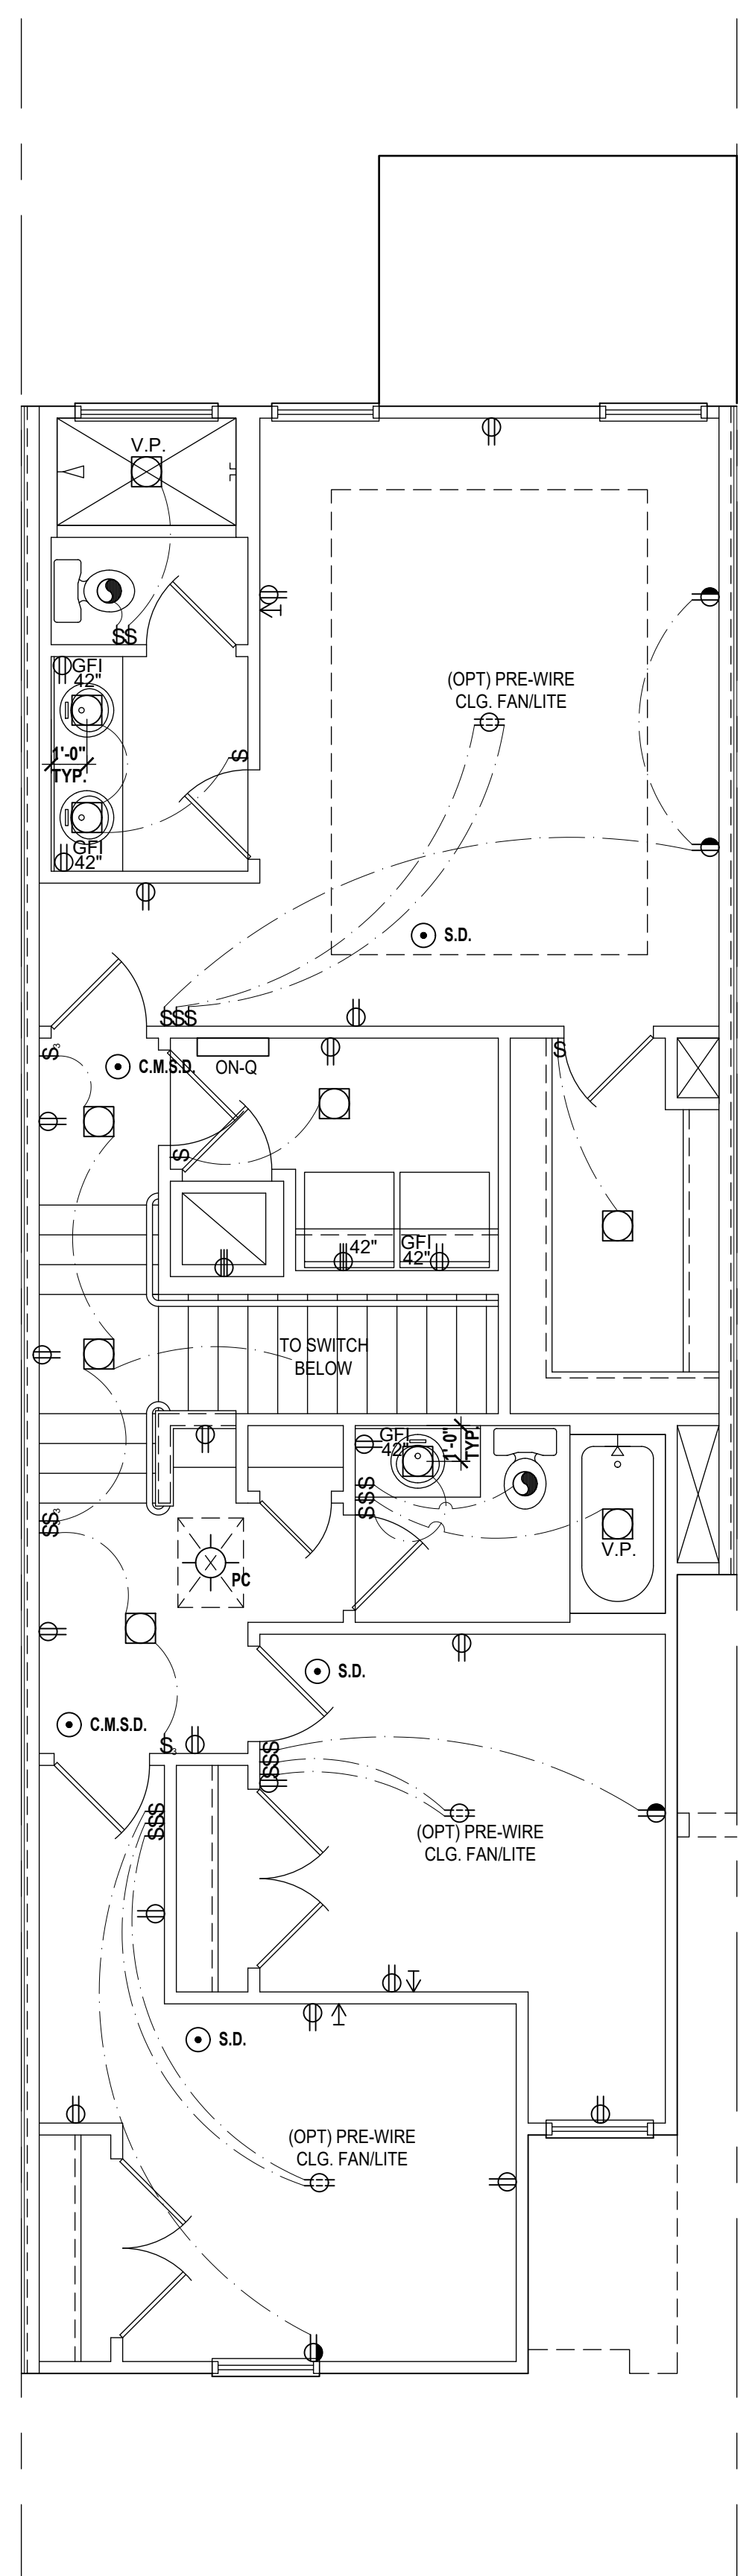 V.P.
SS
GFI
42"
(OPT) PRE-WIRE
CLG. FAN/LITE
1'-0"
TYP.
S
GFI
42"
S.D.
SSS
S3
C.M.S.D.
ON-Q
S
S
42"
GFI
42"
TO SWITCH
BELOW
GFI
42"
1'-0"
TYP.
SSS
SS3
V.P.
PC
S.D.
C.M.S.D.
S3
SSS
SSS
(OPT) PRE-WIRE
CLG. FAN/LITE
S.D.
(OPT) PRE-WIRE
CLG. FAN/LITE